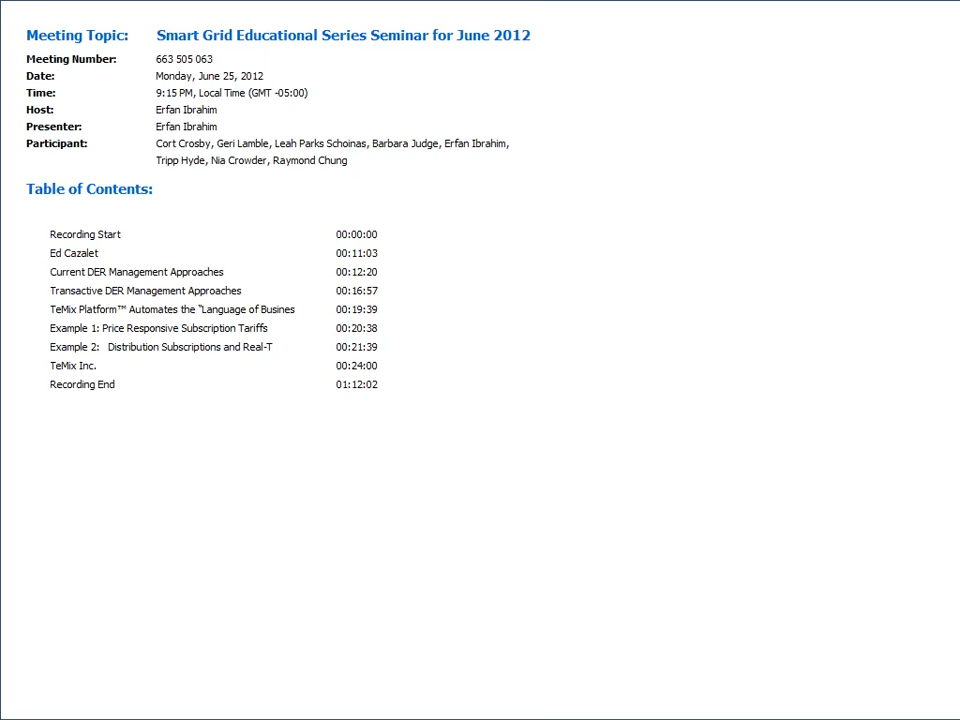 Meeting Topic: Smart Grid Educational Series Seminar for June 2012
Meeting Number: 663 505 063
Date: Monday, June 25, 2012
Time: 9:15 PM, Local Time (GMT -05:00)
Host: Erfan Ibrahim
Presenter: Erfan Ibrahim
Participant: Cort Crosby, Geri Lamble, Leah Parks Schoinas, Barbara Judge, Erfan Ibrahim,
Tripp Hyde, Nia Crowder, Raymond Chung
Table of Contents:
Recording Start 00:00:00
Ed Cazalet 00:11:03
Current DER Management Approaches 00:12:20
Transactive DER Management Approaches 00:16:57
TeMix Platform™ Automates the “Language of Busines 00:19:39
Example 1: Price Responsive Subscription Tariffs 00:20:38
Example 2:   Distribution Subscriptions and Real-T 00:21:39
TeMix Inc. 00:24:00
Recording End 01:12:02